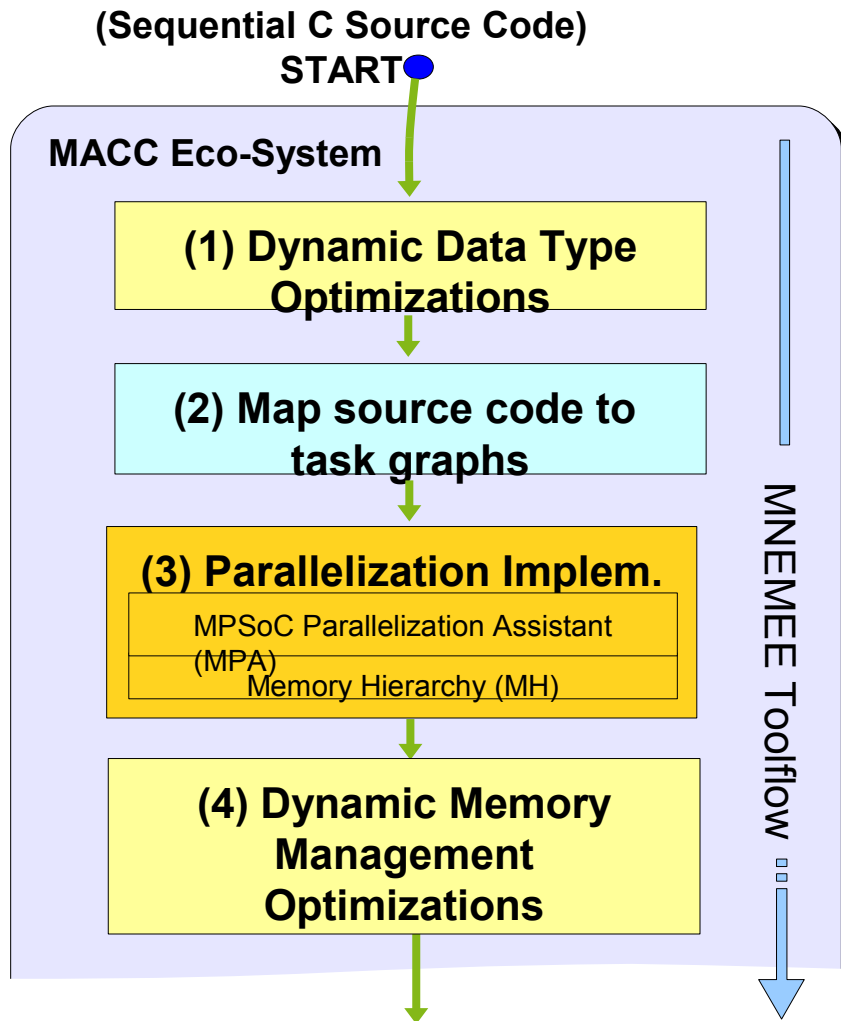 (Sequential C Source Code)
START
MACC Eco-System
(1) Dynamic Data Type
Optimizations
(2) Map source code to
task graphs
(3) Parallelization Implem.
MPSoC Parallelization Assistant
(MPA)
Memory Hierarchy (MH)
(4) Dynamic Memory
Management
Optimizations
MNEMEE Toolflow